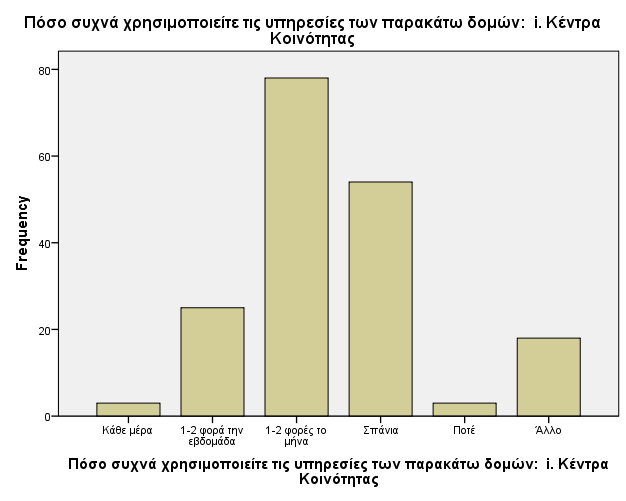 Πόσο συχνά χρησιμοποιείτε τις υπηρεσίες των παρακάτω δομών:  i. Κέντρα
Κοινότητας
Frequency
80
60
40
20
0
Κάθε μέρα
1-2 φορά την
εβδομάδα
1-2 φορές το
μήνα
Σπάνια
Ποτέ
Άλλο
Πόσο συχνά χρησιμοποιείτε τις υπηρεσίες των παρακάτω δομών:  i. Κέντρα
Κοινότητας